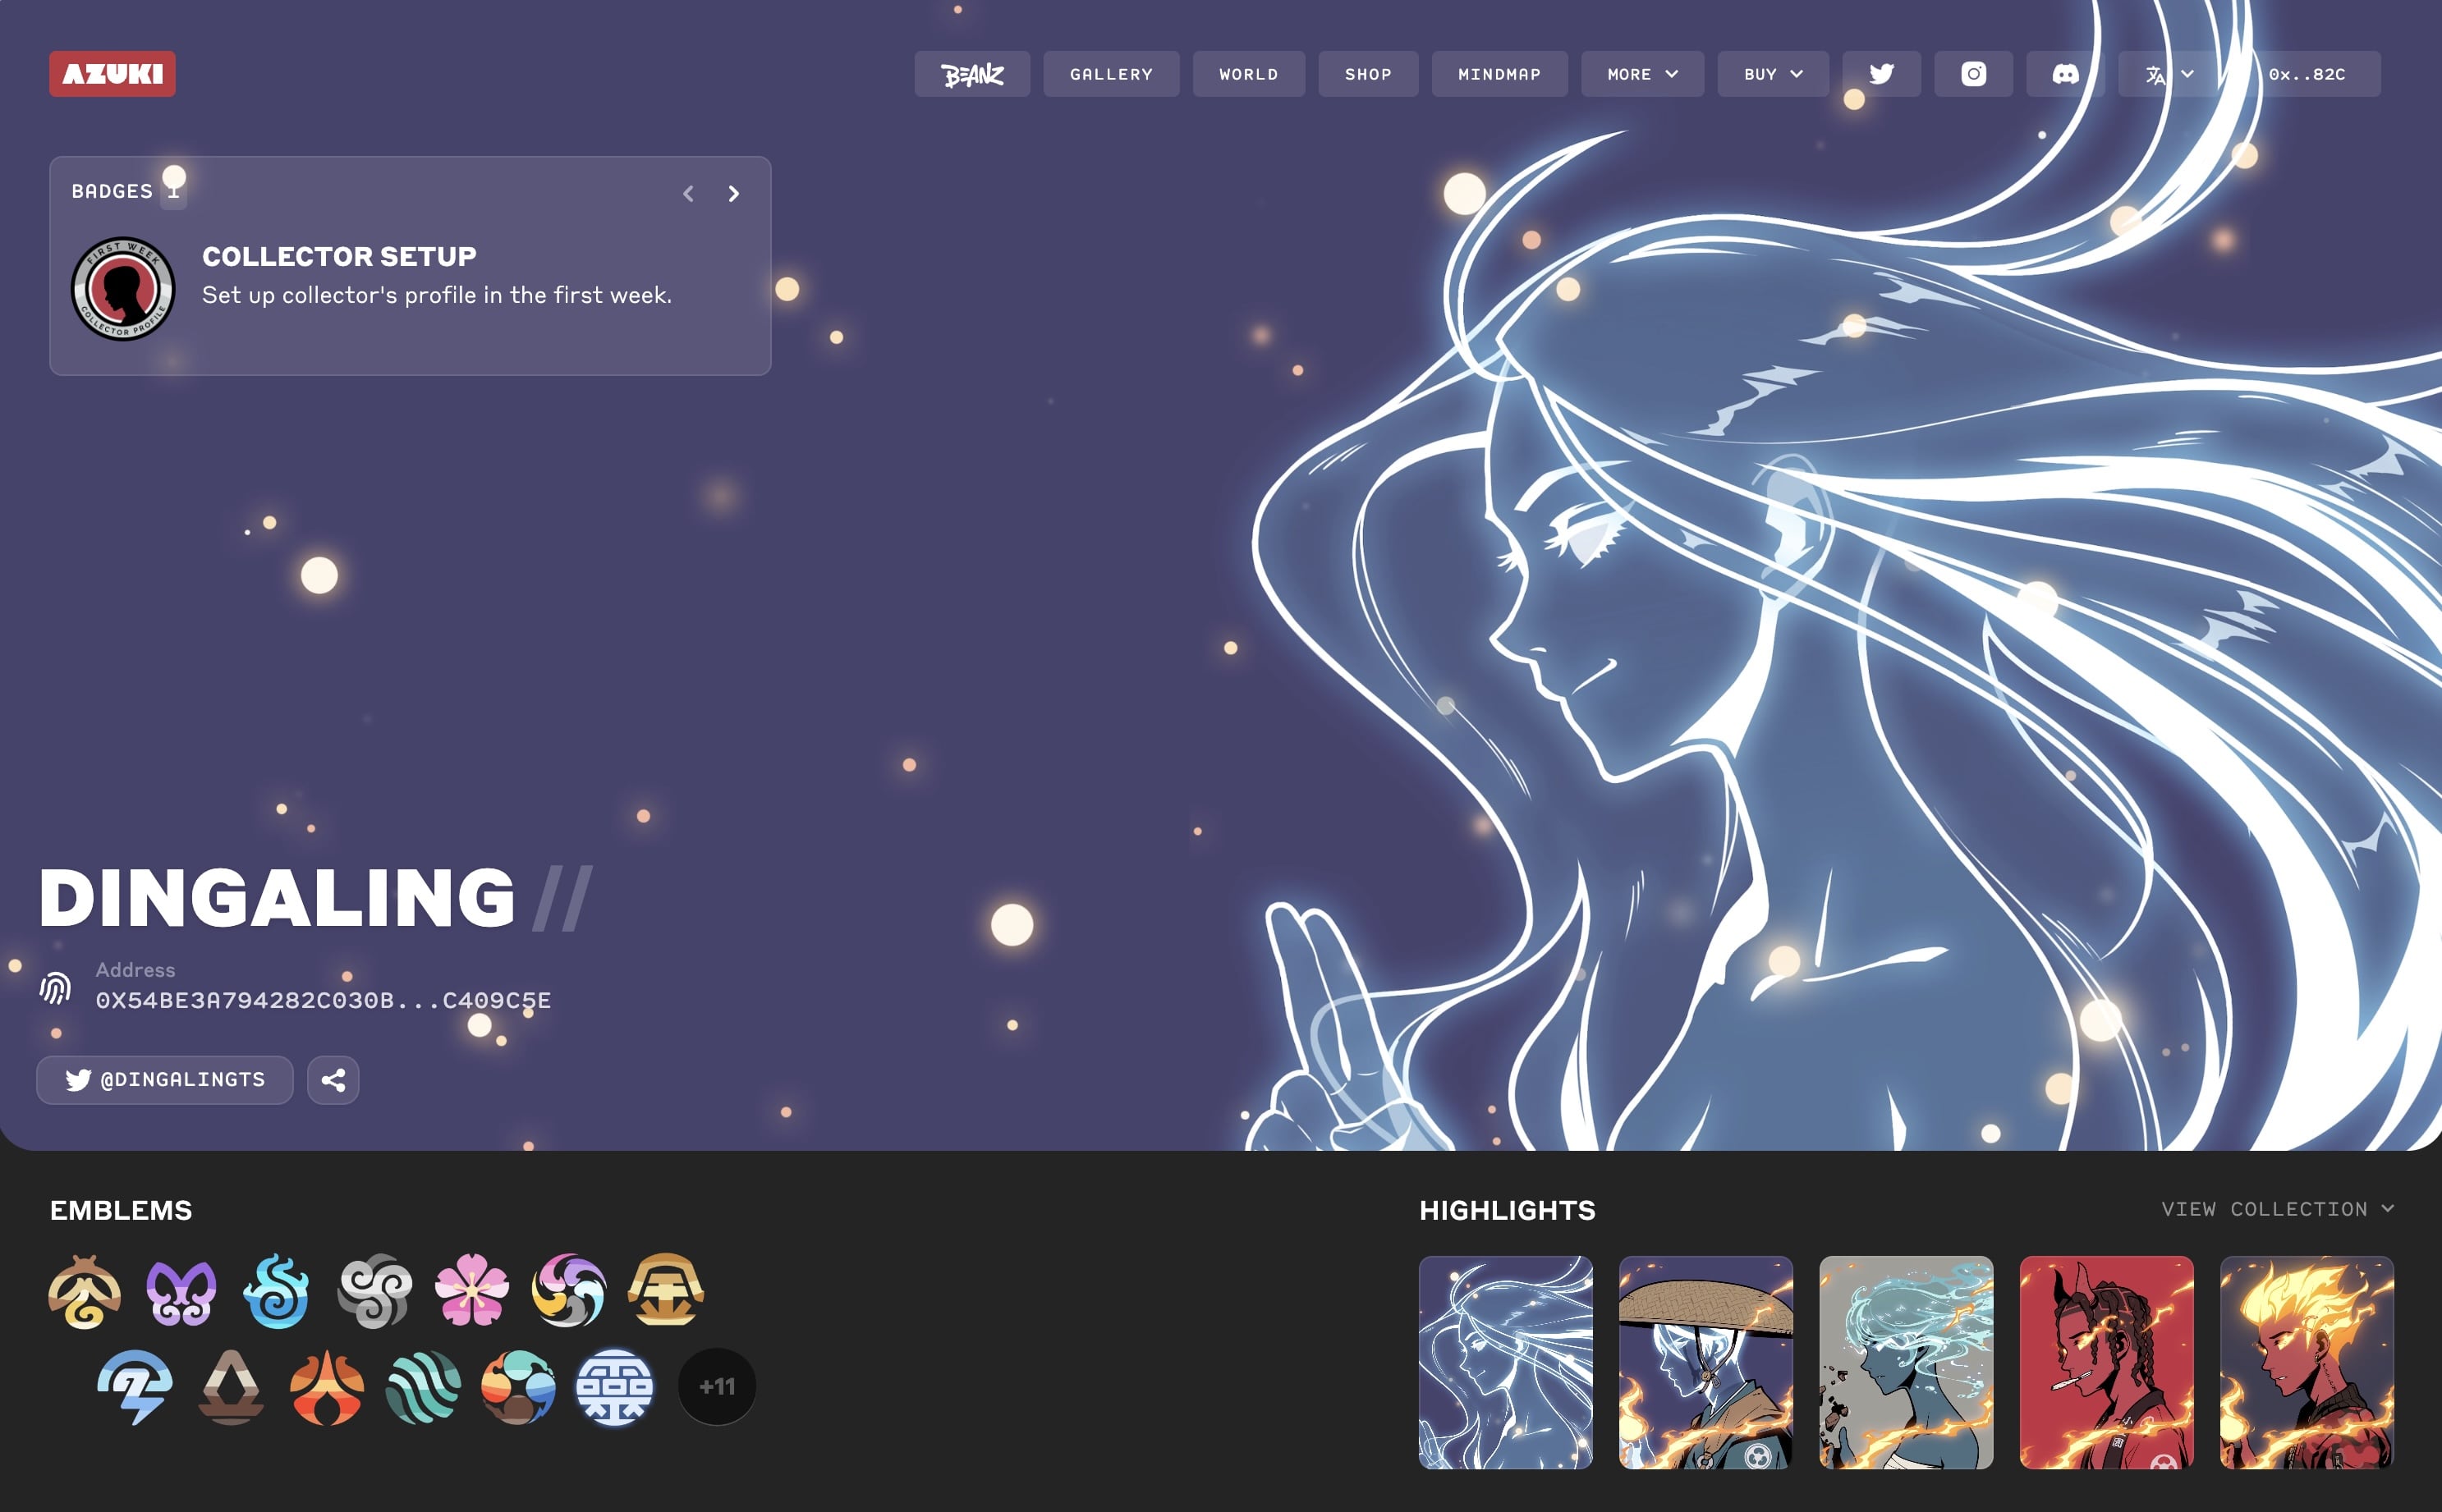 AZUKI
BEANZ
GALLERY
WORLD
SHOP
MINDMAP
MORE
BUY
0x..82C
BADGES 1
FIRST WEEK
COLLECTOR PROFILE
COLLECTOR SETUP
Set up collector's profile in the first week.
DINGALING //
Address
0X54BE3A794282C030B...C409C5E
@DINGALINGTS
EMBLEMS
+11
HIGHLIGHTS
VIEW COLLECTION